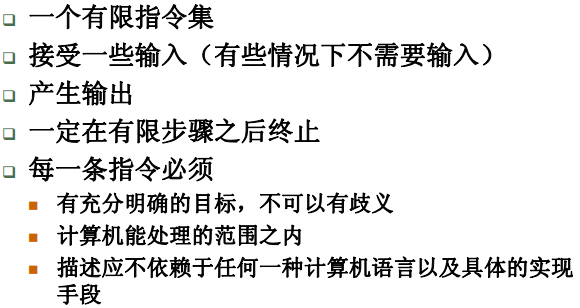 一个有限指令集
接受一些输入（有些情况下不需要输入）
产生输出
一定在有限步骤之后终止
每一条指令必须
有充分明确的目标，不可以有歧义
计算机能处理的范围之内
描述应不依赖于任何一种计算机语言以及具体的实现
手段